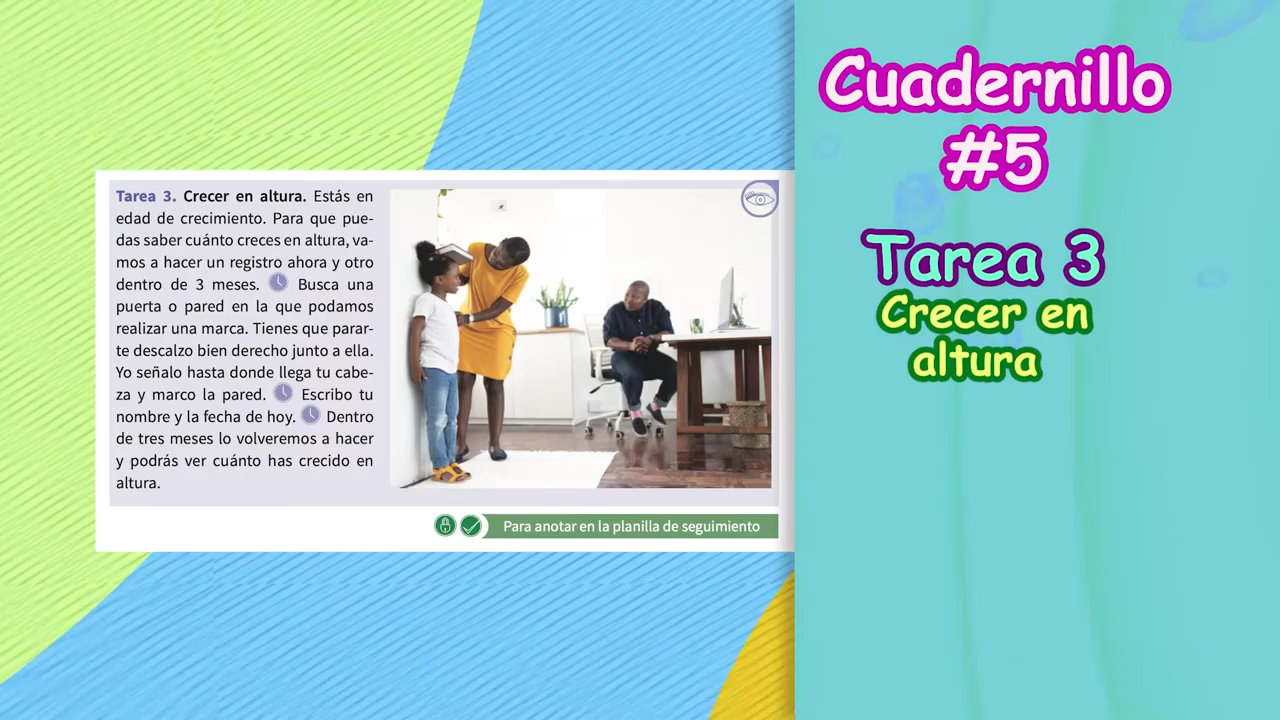 Tarea 3. Crecer en altura. Estás en
edad de crecimiento. Para que pue-
das saber cuánto creces en altura, va-
mos a hacer un registro ahora y otro
dentro de 3 meses. Busca una
puerta o pared en la que podamos
realizar una marca. Tienes que parar-
te descalzo bien derecho junto a ella.
Yo señalo hasta donde llega tu cabe-
za y marco la pared. Escribo tu
nombre y la fecha de hoy. Dentro
de tres meses lo volveremos a hacer
y podrás ver cuánto has crecido en
altura.
Para anotar en la planilla de seguimiento
Cuadernillo
#5
Tarea 3
Crecer en
altura